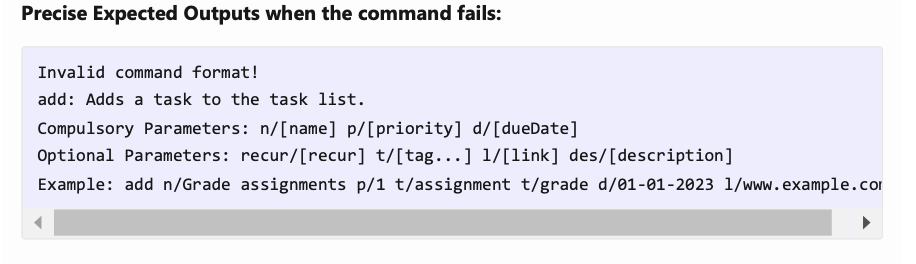 Precise Expected Outputs when the command fails:
Invalid command format!
add: Adds a task to the task list.
Compulsory Parameters: n/[name] p/[priority] d/[dueDate]
Optional Parameters: recur/[recur] t/[tag...] l/[link] des/[description]
Example: add n/Grade assignments p/1 t/assignment t/grade d/01-01-2023 l/www.example.com